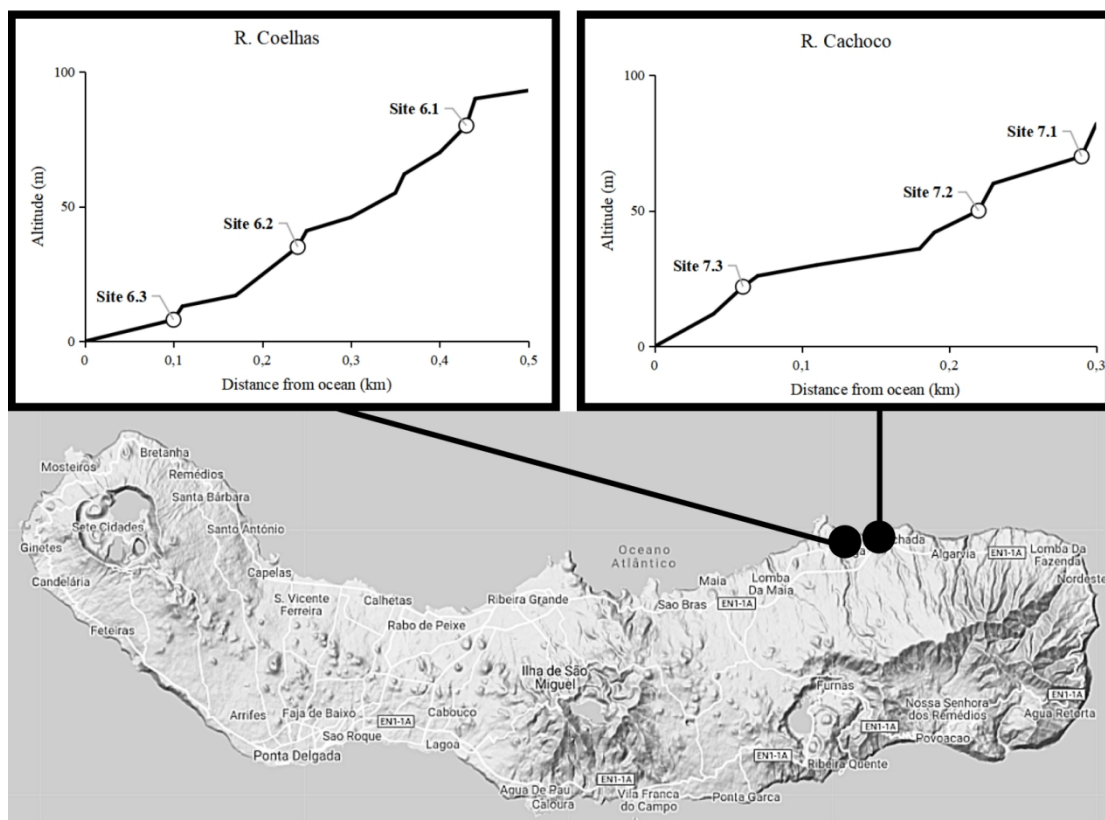 R. Coelhas
100
50
0
Altitude (m)
Site 6.1
Site 6.2
Site 6.3
0
0,1
0,2
0,3
0,4
0,5
Distance from ocean (km)
R. Cachoco
100
50
0
Altitude (m)
Site 7.1
Site 7.2
Site 7.3
0
0,1
0,2
0,3
Distance from ocean (km)
Bretanha
Mosteiros
Remédios
Santa Bárbara
Sete Cidades
Santo António
Ginetes
Candelária
Capelas
Feteiras
S. Vicente
Ferreira
Calhetas
Rabo de Peixe
Ribeira Grande
Oceano
Atlântico
Maia
Lomba
Da Maia
Sao Bras
EN1-1A
Algarvia
EN1-1A
Lomba Da
Fazenda
Nordeste
Ilha de São
Miguel
Furnas
Arrifes
Faja de Baixo
EN1-1A
Cabouco
Sao Roque
Ponta Delgada
Lagoa
Nossa Senhora
dos Remédios
EN1-1A
Povoacao
EN1-1A
Agua Retorta
EN1-1A
Ribeira Quente
Agua De Pau
Caloura
EN1-1A
Vila Franca
do Campo
Ponta Garca